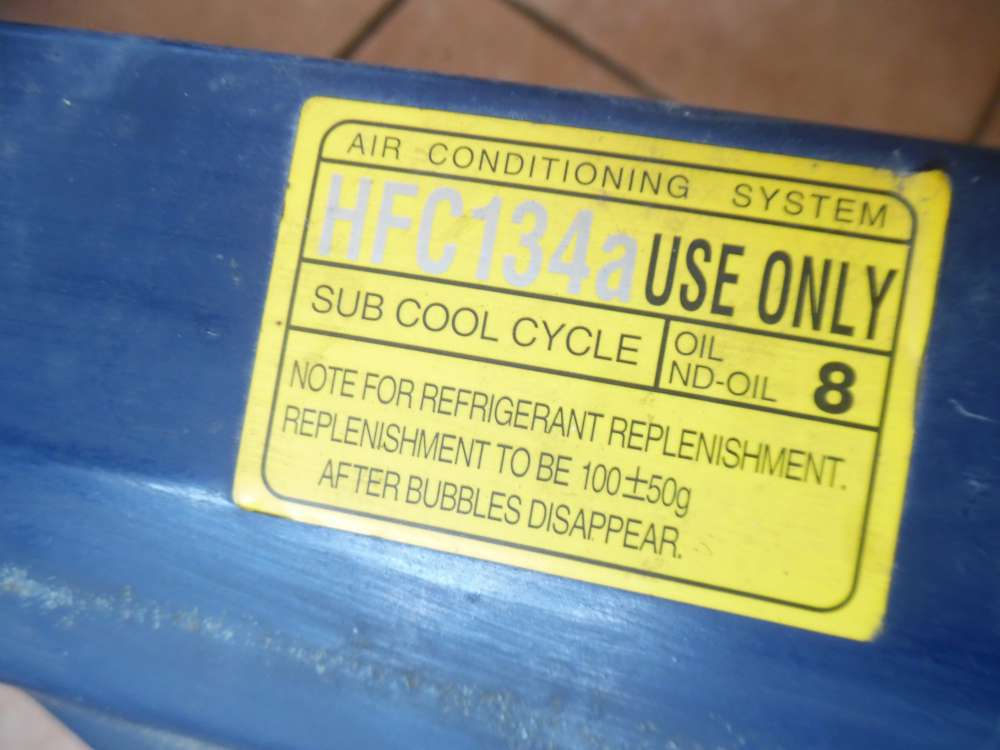 AIR CONDITIONING SYSTEM
HFC134a USE ONLY
SUB COOL CYCLE
OIL
ND-OIL 8
NOTE FOR REFRIGERANT REPLENISHMENT.
REPLENISHMENT TO BE 100±50g
AFTER BUBBLES DISAPPEAR.